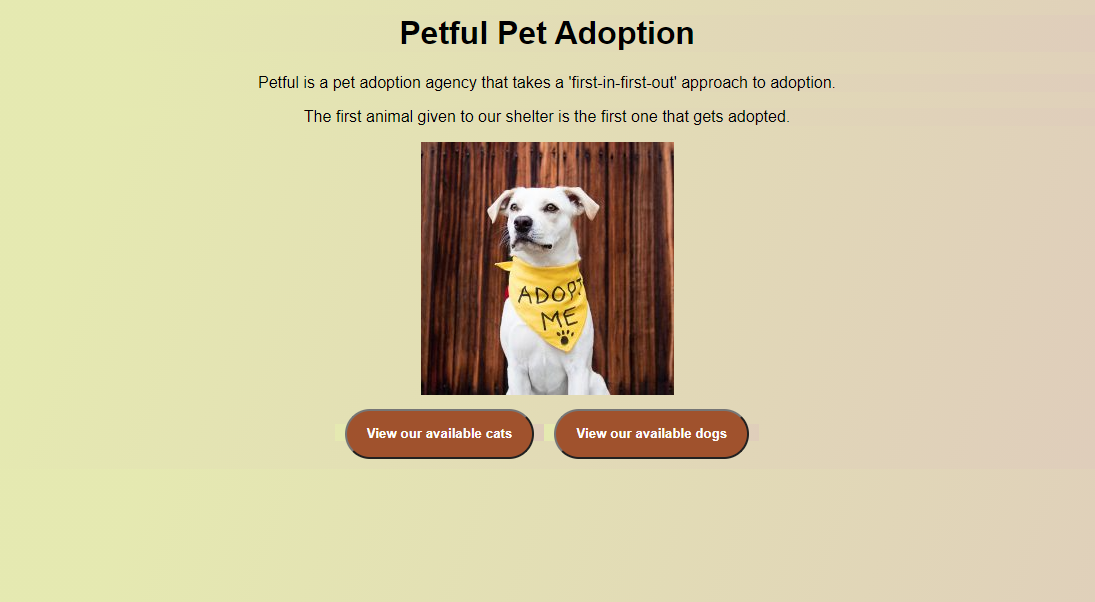 Petful Pet Adoption
Petful is a pet adoption agency that takes a 'first-in-first-out' approach to adoption.
The first animal given to our shelter is the first one that gets adopted.
ADOPT
ME
View our available cats
View our available dogs